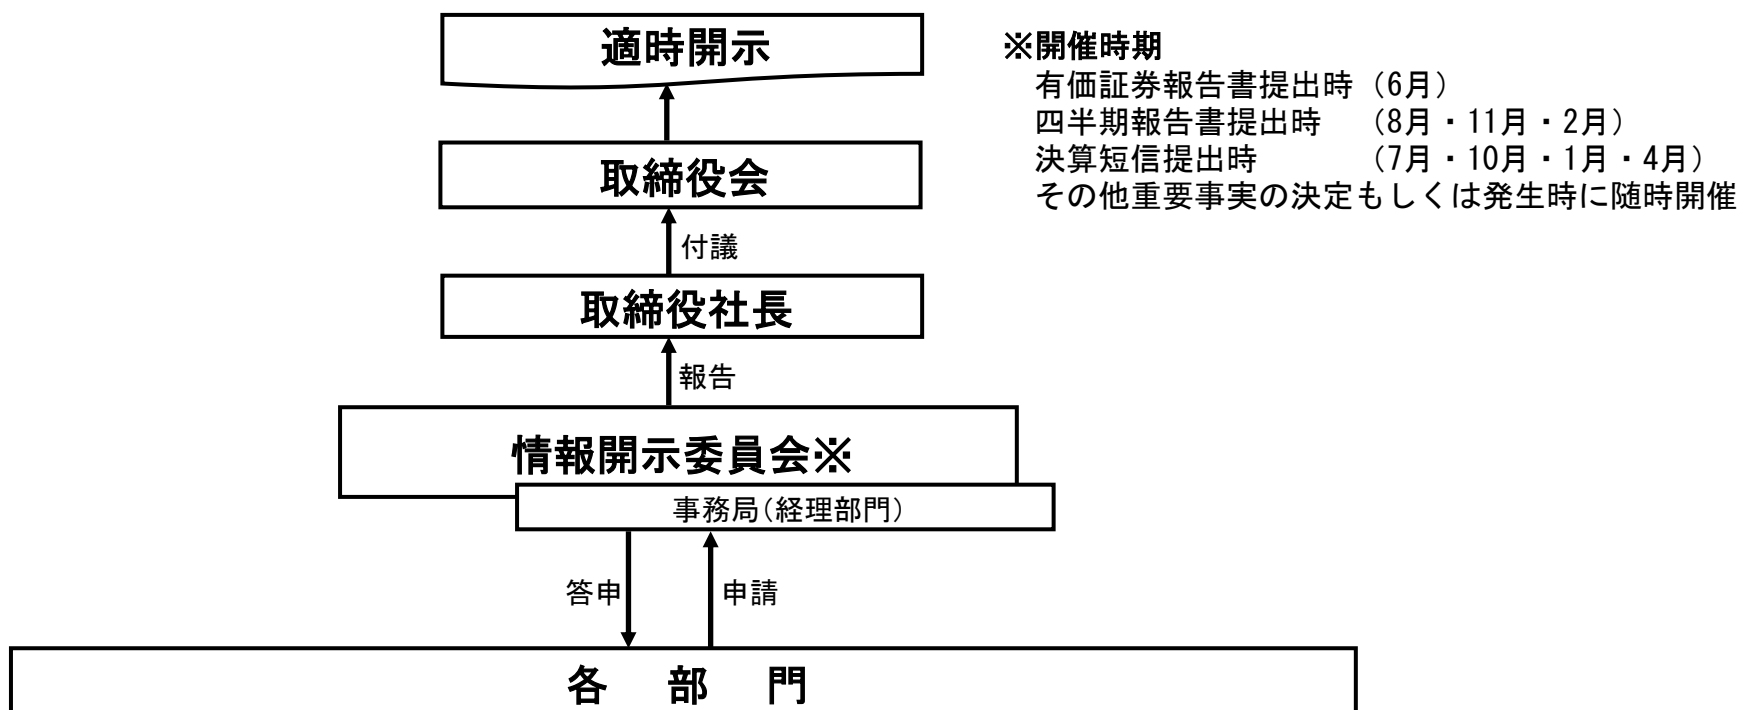 適時開示
※開催時期
有価証券報告書提出時（6月）
四半期報告書提出時　（8月・11月・2月）
決算短信提出時　　　（7月・10月・1月・4月）
その他重要事実の決定もしくは発生時に随時開催
取締役会
付議
取締役社長
報告
情報開示委員会※
事務局（経理部門）
答申
申請
各　部　門